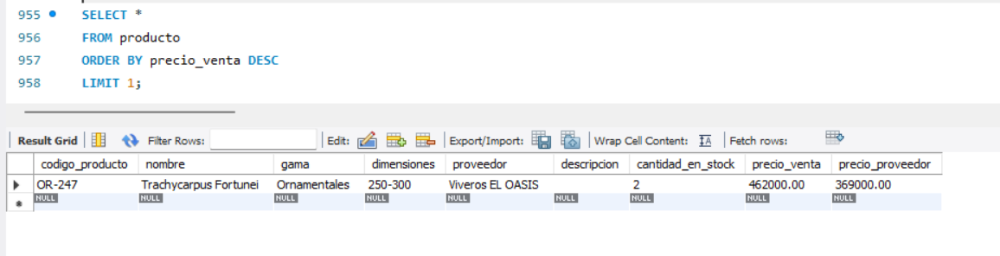 955 SELECT *
956 FROM producto
957 ORDER BY precio_venta DESC
958 LIMIT 1;
Result Grid Filter Rows: Edit: Export/Import: Wrap Cell Content: IA Fetch rows:
codigo_producto nombre gama dimensiones proveedor descripcion cantidad_en_stock precio_venta precio_proveedor
OR-247 Trachycarpus Fortunei Ornamentales 250-300 Viveros EL OASIS 2 462000.00 369000.00
NULL NULL NULL NULL NULL NULL NULL NULL NULL